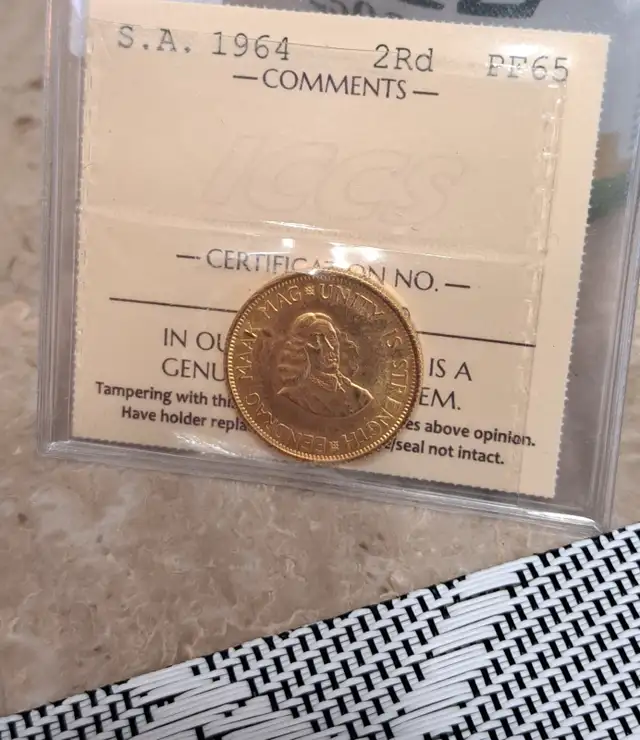 S.A. 1964 2Rd PF65
— COMMENTS —
ICCS
— CERTIFICATION NO. —
IN OU IS A
GENU EM.
Tampering with thi es above opinion.
Have holder repla e/seal not intact.
EENDRAG MAAK MAG * UNITY IS STRENGTH *